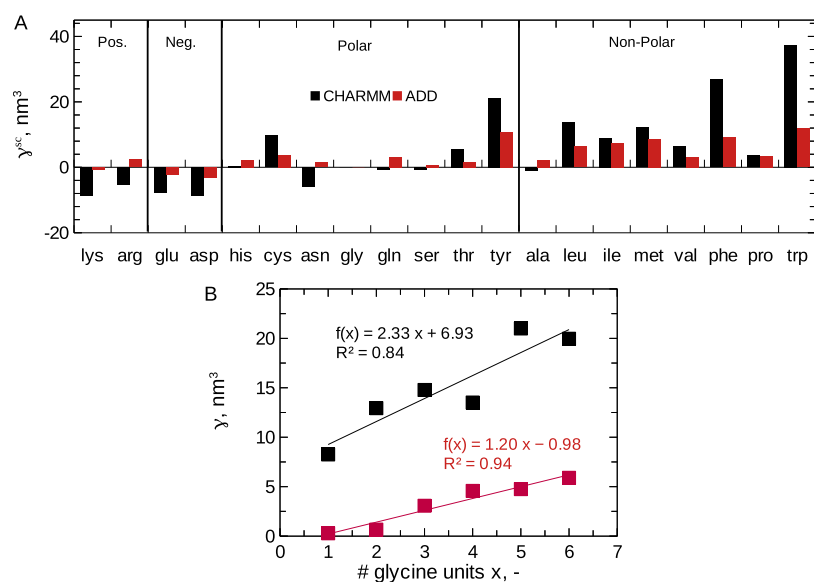 A
Pos.
Neg.
Polar
Non-Polar
CHARMM
ADD
γˢᶜ, nm³
40
20
0
-20
lys arg glu asp his cys asn gly gln ser thr tyr ala leu ile met val phe pro trp
B
γ, nm³
25
20
15
10
5
0
f(x) = 2.33 x + 6.93
R² = 0.84
f(x) = 1.20 x − 0.98
R² = 0.94
0 1 2 3 4 5 6 7
# glycine units x, -